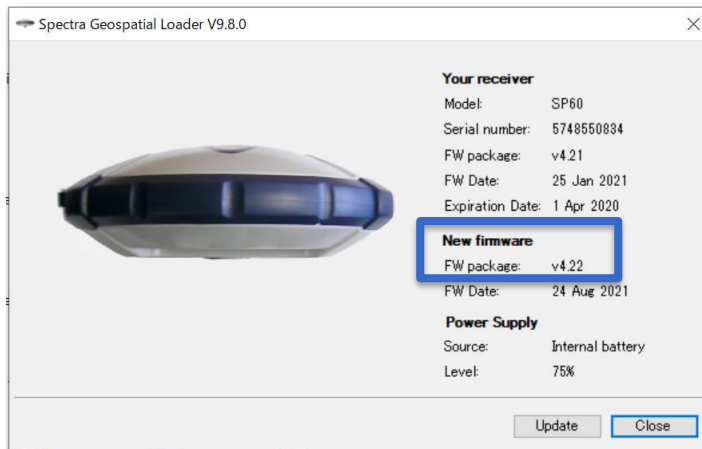 Spectra Geospatial Loader V9.8.0
Your receiver
Model: SP60
Serial number: 5748550834
FW package: v4.21
FW Date: 25 Jan 2021
Expiration Date: 1 Apr 2020
New firmware
FW package: v4.22
FW Date: 24 Aug 2021
Power Supply
Source: Internal battery
Level: 75%
Update Close